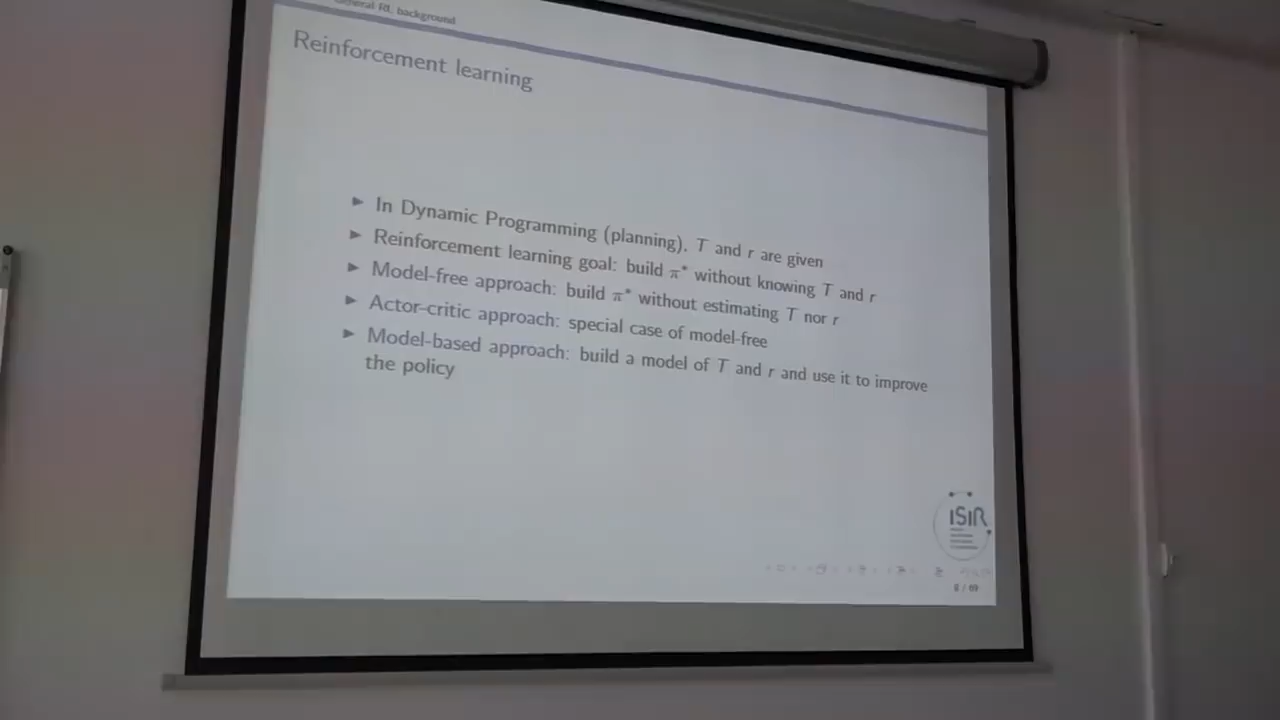 General RL background
Reinforcement learning
In Dynamic Programming (planning), T and r are given
Reinforcement learning goal: build π* without knowing T and r
Model-free approach: build π* without estimating T nor r
Actor-critic approach: special case of model-free
Model-based approach: build a model of T and r and use it to improve
the policy
ISIR
8 / 69